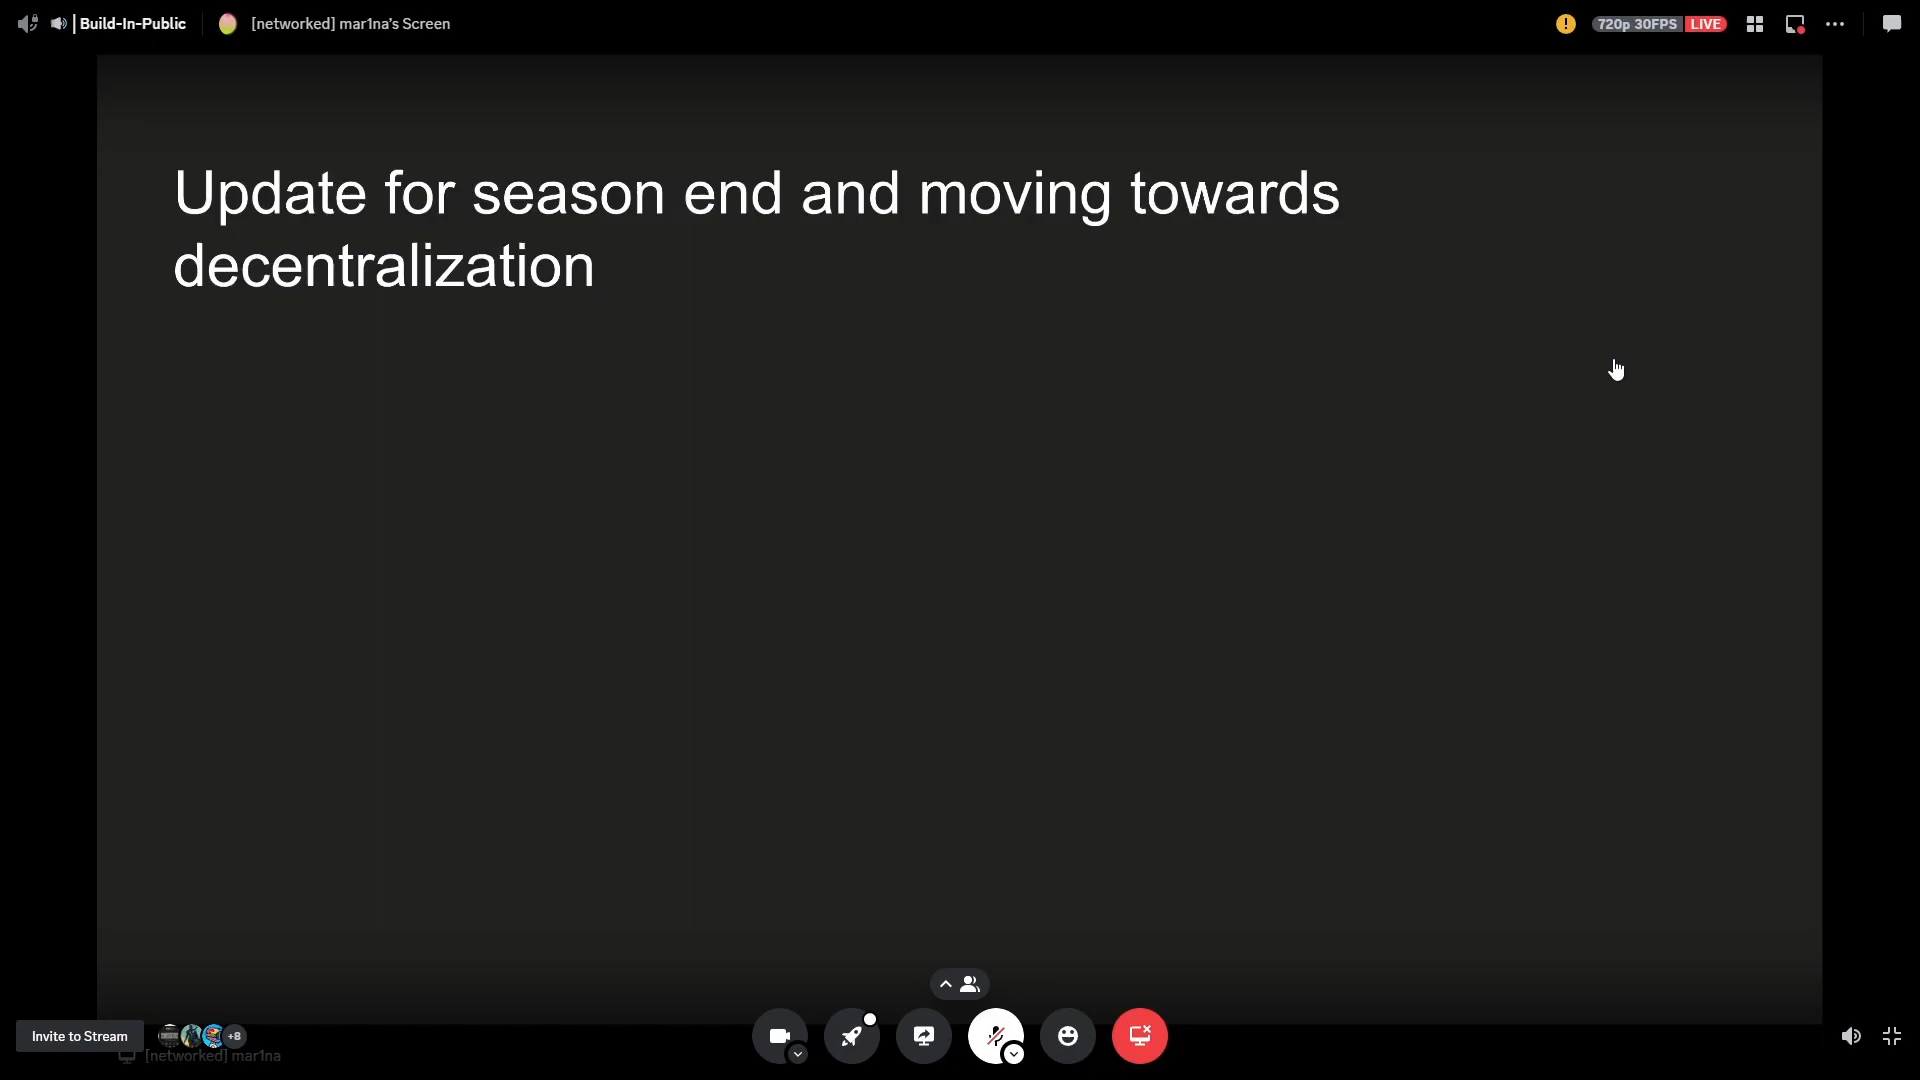 Build-In-Public
[networked] mar1na's Screen
720p 30FPS LIVE
Update for season end and moving towards
decentralization
Invite to Stream
+8
[networked] mar1na